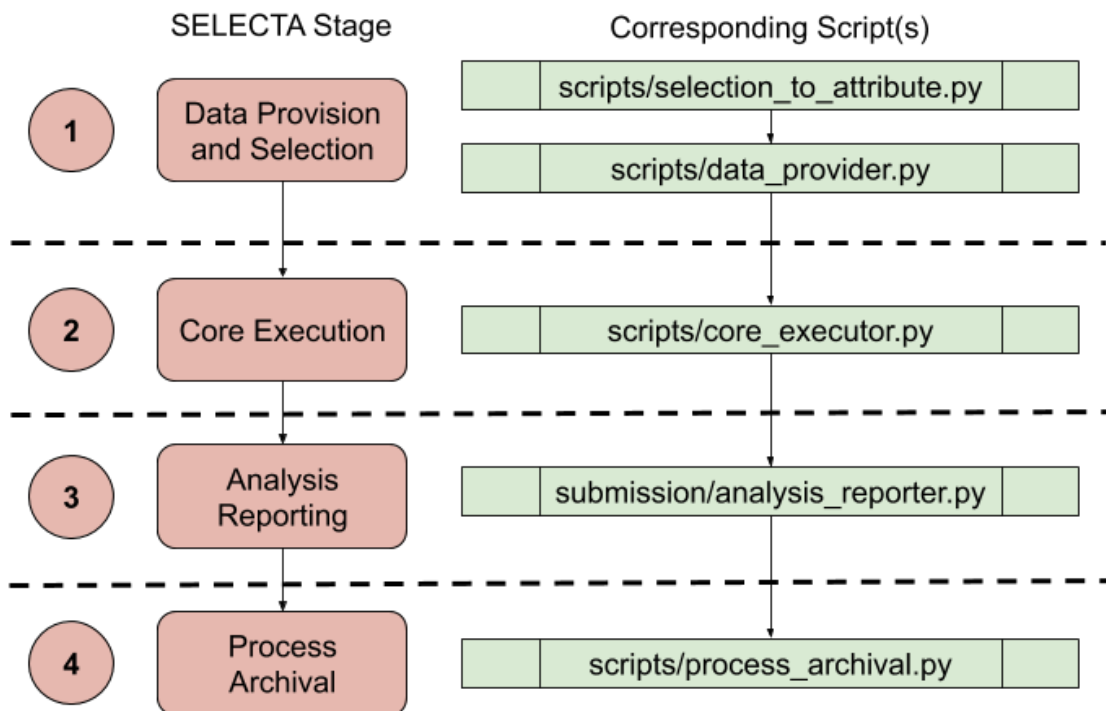 SELECTA Stage
Corresponding Script(s)
1
Data Provision
and Selection
scripts/selection_to_attribute.py
scripts/data_provider.py
2
Core Execution
scripts/core_executor.py
3
Analysis
Reporting
submission/analysis_reporter.py
4
Process
Archival
scripts/process_archival.py